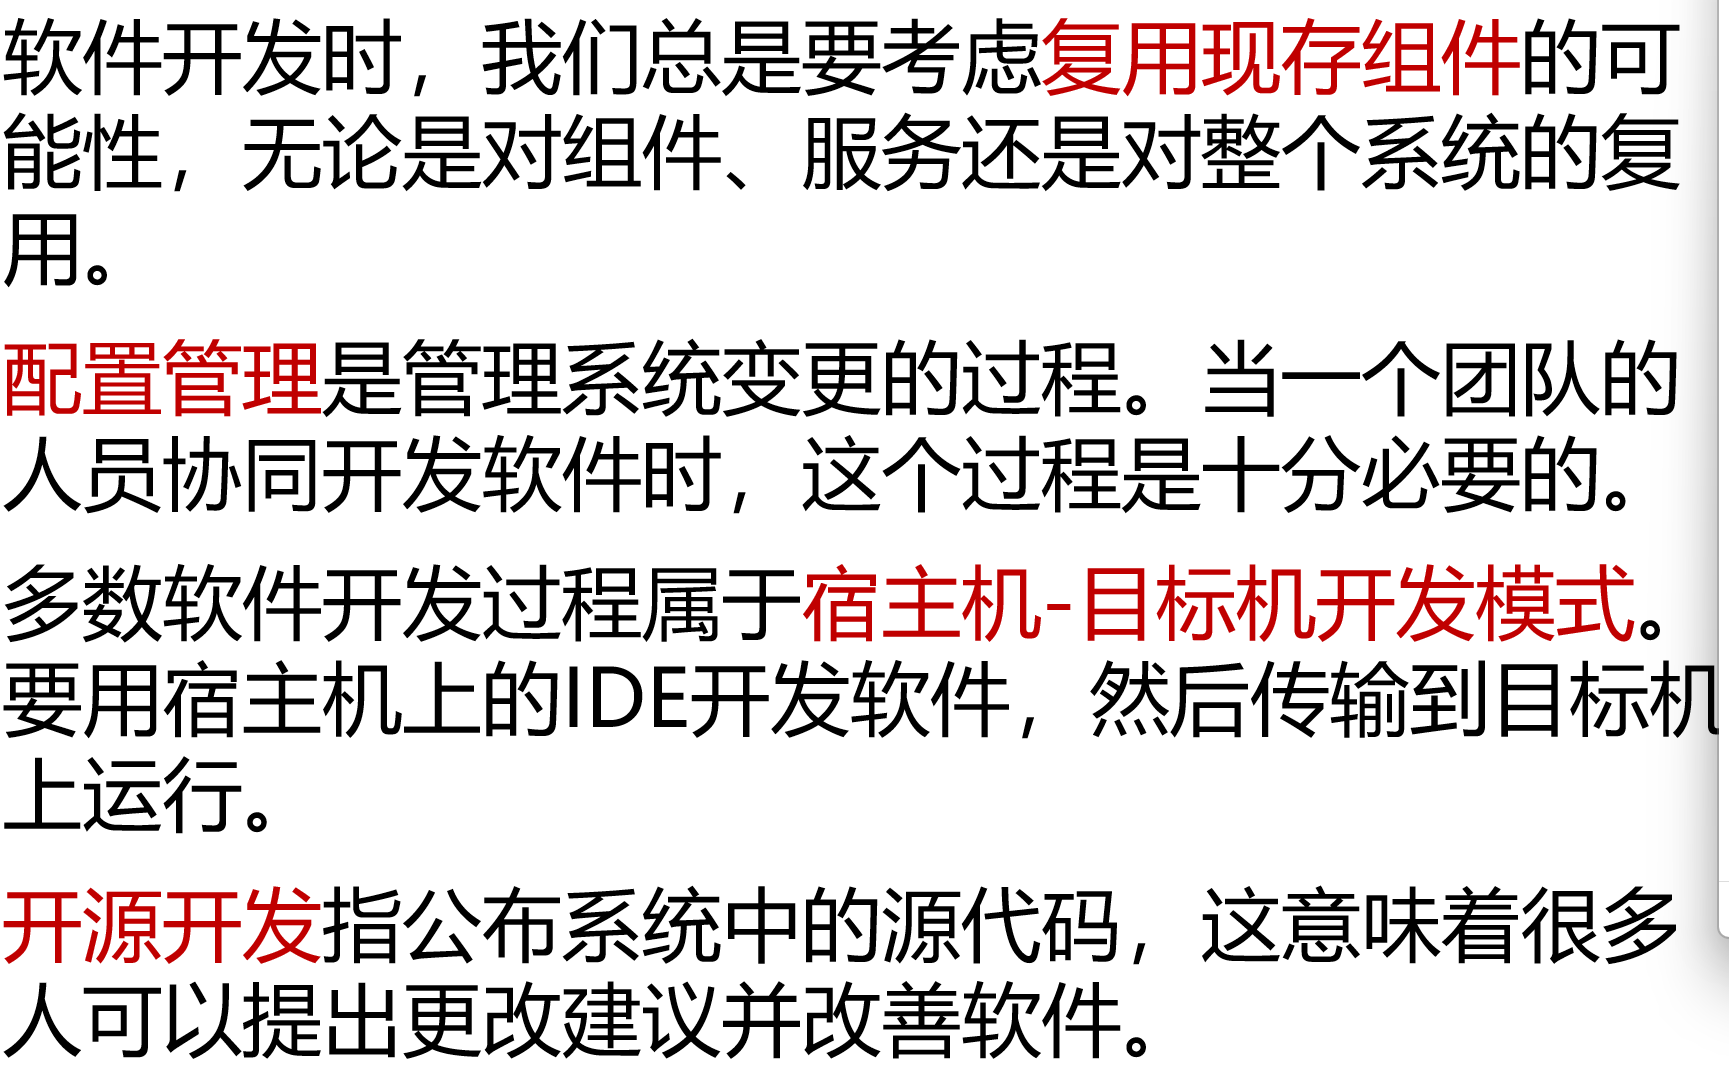 软件开发时，我们总是要考虑复用现存组件的可
能性，无论是对组件、服务还是对整个系统的复
用。
配置管理是管理系统变更的过程。当一个团队的
人员协同开发软件时，这个过程是十分必要的。
多数软件开发过程属于宿主机-目标机开发模式。
要用宿主机上的IDE开发软件，然后传输到目标机
上运行。
开源开发指公布系统中的源代码，这意味着很多
人可以提出更改建议并改善软件。